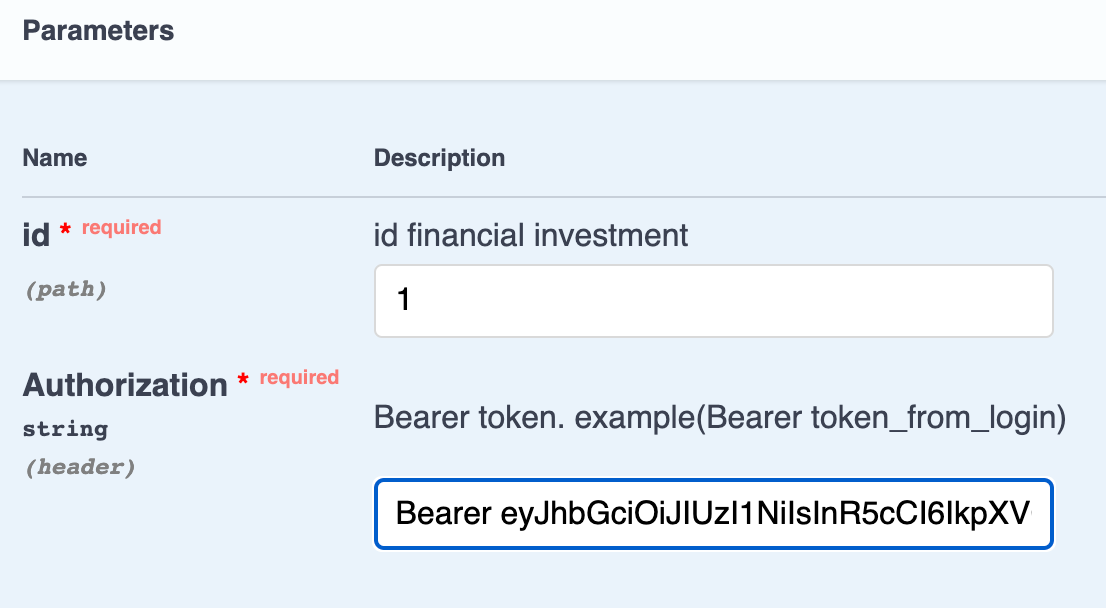 Parameters
Name Description
id * required id financial investment
(path) 1
Authorization * required
string Bearer token. example(Bearer token_from_login)
(header)
Bearer eyJhbGciOiJIUzI1NiIsInR5cCI6IkpXV